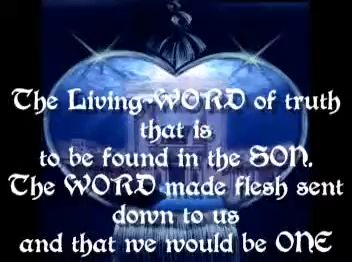 The Living-WORD of truth
that is
to be found in the SON.
The WORD made flesh sent
down to us
and that we would be ONE